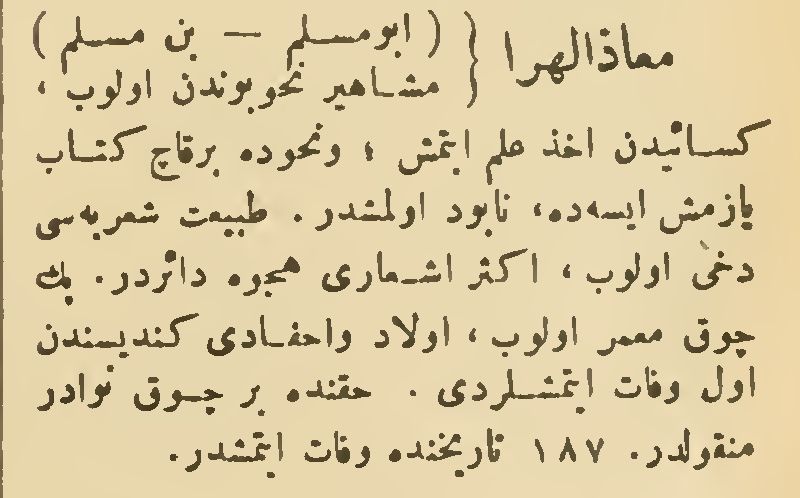 معاذالهرا { ( ابومسلم — بن مسلم )
مشاهیر نحویوندن اولوب ،
کسائیدن اخذ علم ایتمش ؛ ونحوده برقاچ کتاب
یازمش ایسه‌ده، نابود اولمشدر . طبیعت شعریه‌سی
دخی اولوب ، اکثر اشعاری هجوه دائردر. پك
چوق معمر اولوب ، اولاد واحفادی کندیسندن
اول وفات ایتمشلردی . حقنده بر چوق نوادر
منقولدر. ١٨٧ تاریخنده وفات ایتمشدر.